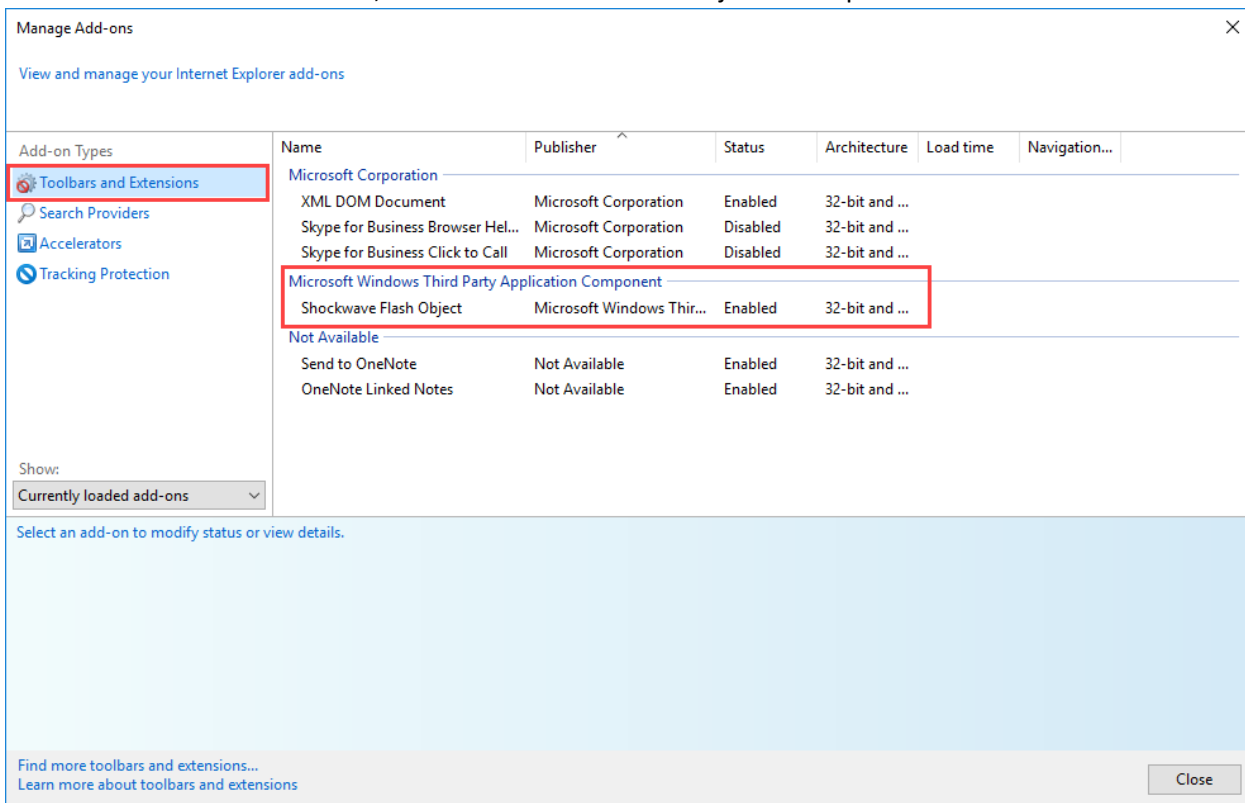 Manage Add-ons
View and manage your Internet Explorer add-ons
Add-on Types
Toolbars and Extensions
Search Providers
Accelerators
Tracking Protection
Show:
Currently loaded add-ons
Name Publisher Status Architecture Load time Navigation...
Microsoft Corporation
XML DOM Document Microsoft Corporation Enabled 32-bit and ...
Skype for Business Browser Hel... Microsoft Corporation Disabled 32-bit and ...
Skype for Business Click to Call Microsoft Corporation Disabled 32-bit and ...
Microsoft Windows Third Party Application Component
Shockwave Flash Object Microsoft Windows Thir... Enabled 32-bit and ...
Not Available
Send to OneNote Not Available Enabled 32-bit and ...
OneNote Linked Notes Not Available Enabled 32-bit and ...
Select an add-on to modify status or view details.
Find more toolbars and extensions...
Learn more about toolbars and extensions
Close